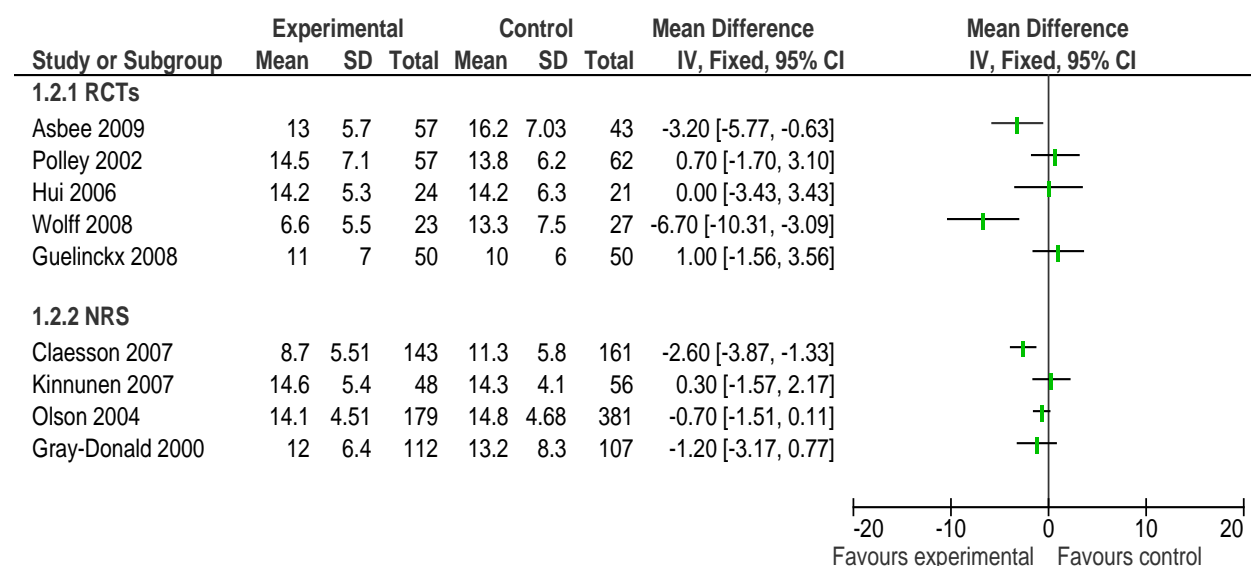 Experimental Control Mean Difference Mean Difference
Study or Subgroup Mean SD Total Mean SD Total IV, Fixed, 95% CI IV, Fixed, 95% CI
1.2.1 RCTs
Asbee 2009 13 5.7 57 16.2 7.03 43 -3.20 [-5.77, -0.63]
Polley 2002 14.5 7.1 57 13.8 6.2 62 0.70 [-1.70, 3.10]
Hui 2006 14.2 5.3 24 14.2 6.3 21 0.00 [-3.43, 3.43]
Wolff 2008 6.6 5.5 23 13.3 7.5 27 -6.70 [-10.31, -3.09]
Guelinckx 2008 11 7 50 10 6 50 1.00 [-1.56, 3.56]
1.2.2 NRS
Claesson 2007 8.7 5.51 143 11.3 5.8 161 -2.60 [-3.87, -1.33]
Kinnunen 2007 14.6 5.4 48 14.3 4.1 56 0.30 [-1.57, 2.17]
Olson 2004 14.1 4.51 179 14.8 4.68 381 -0.70 [-1.51, 0.11]
Gray-Donald 2000 12 6.4 112 13.2 8.3 107 -1.20 [-3.17, 0.77]
-20 -10 0 10 20
Favours experimental Favours control